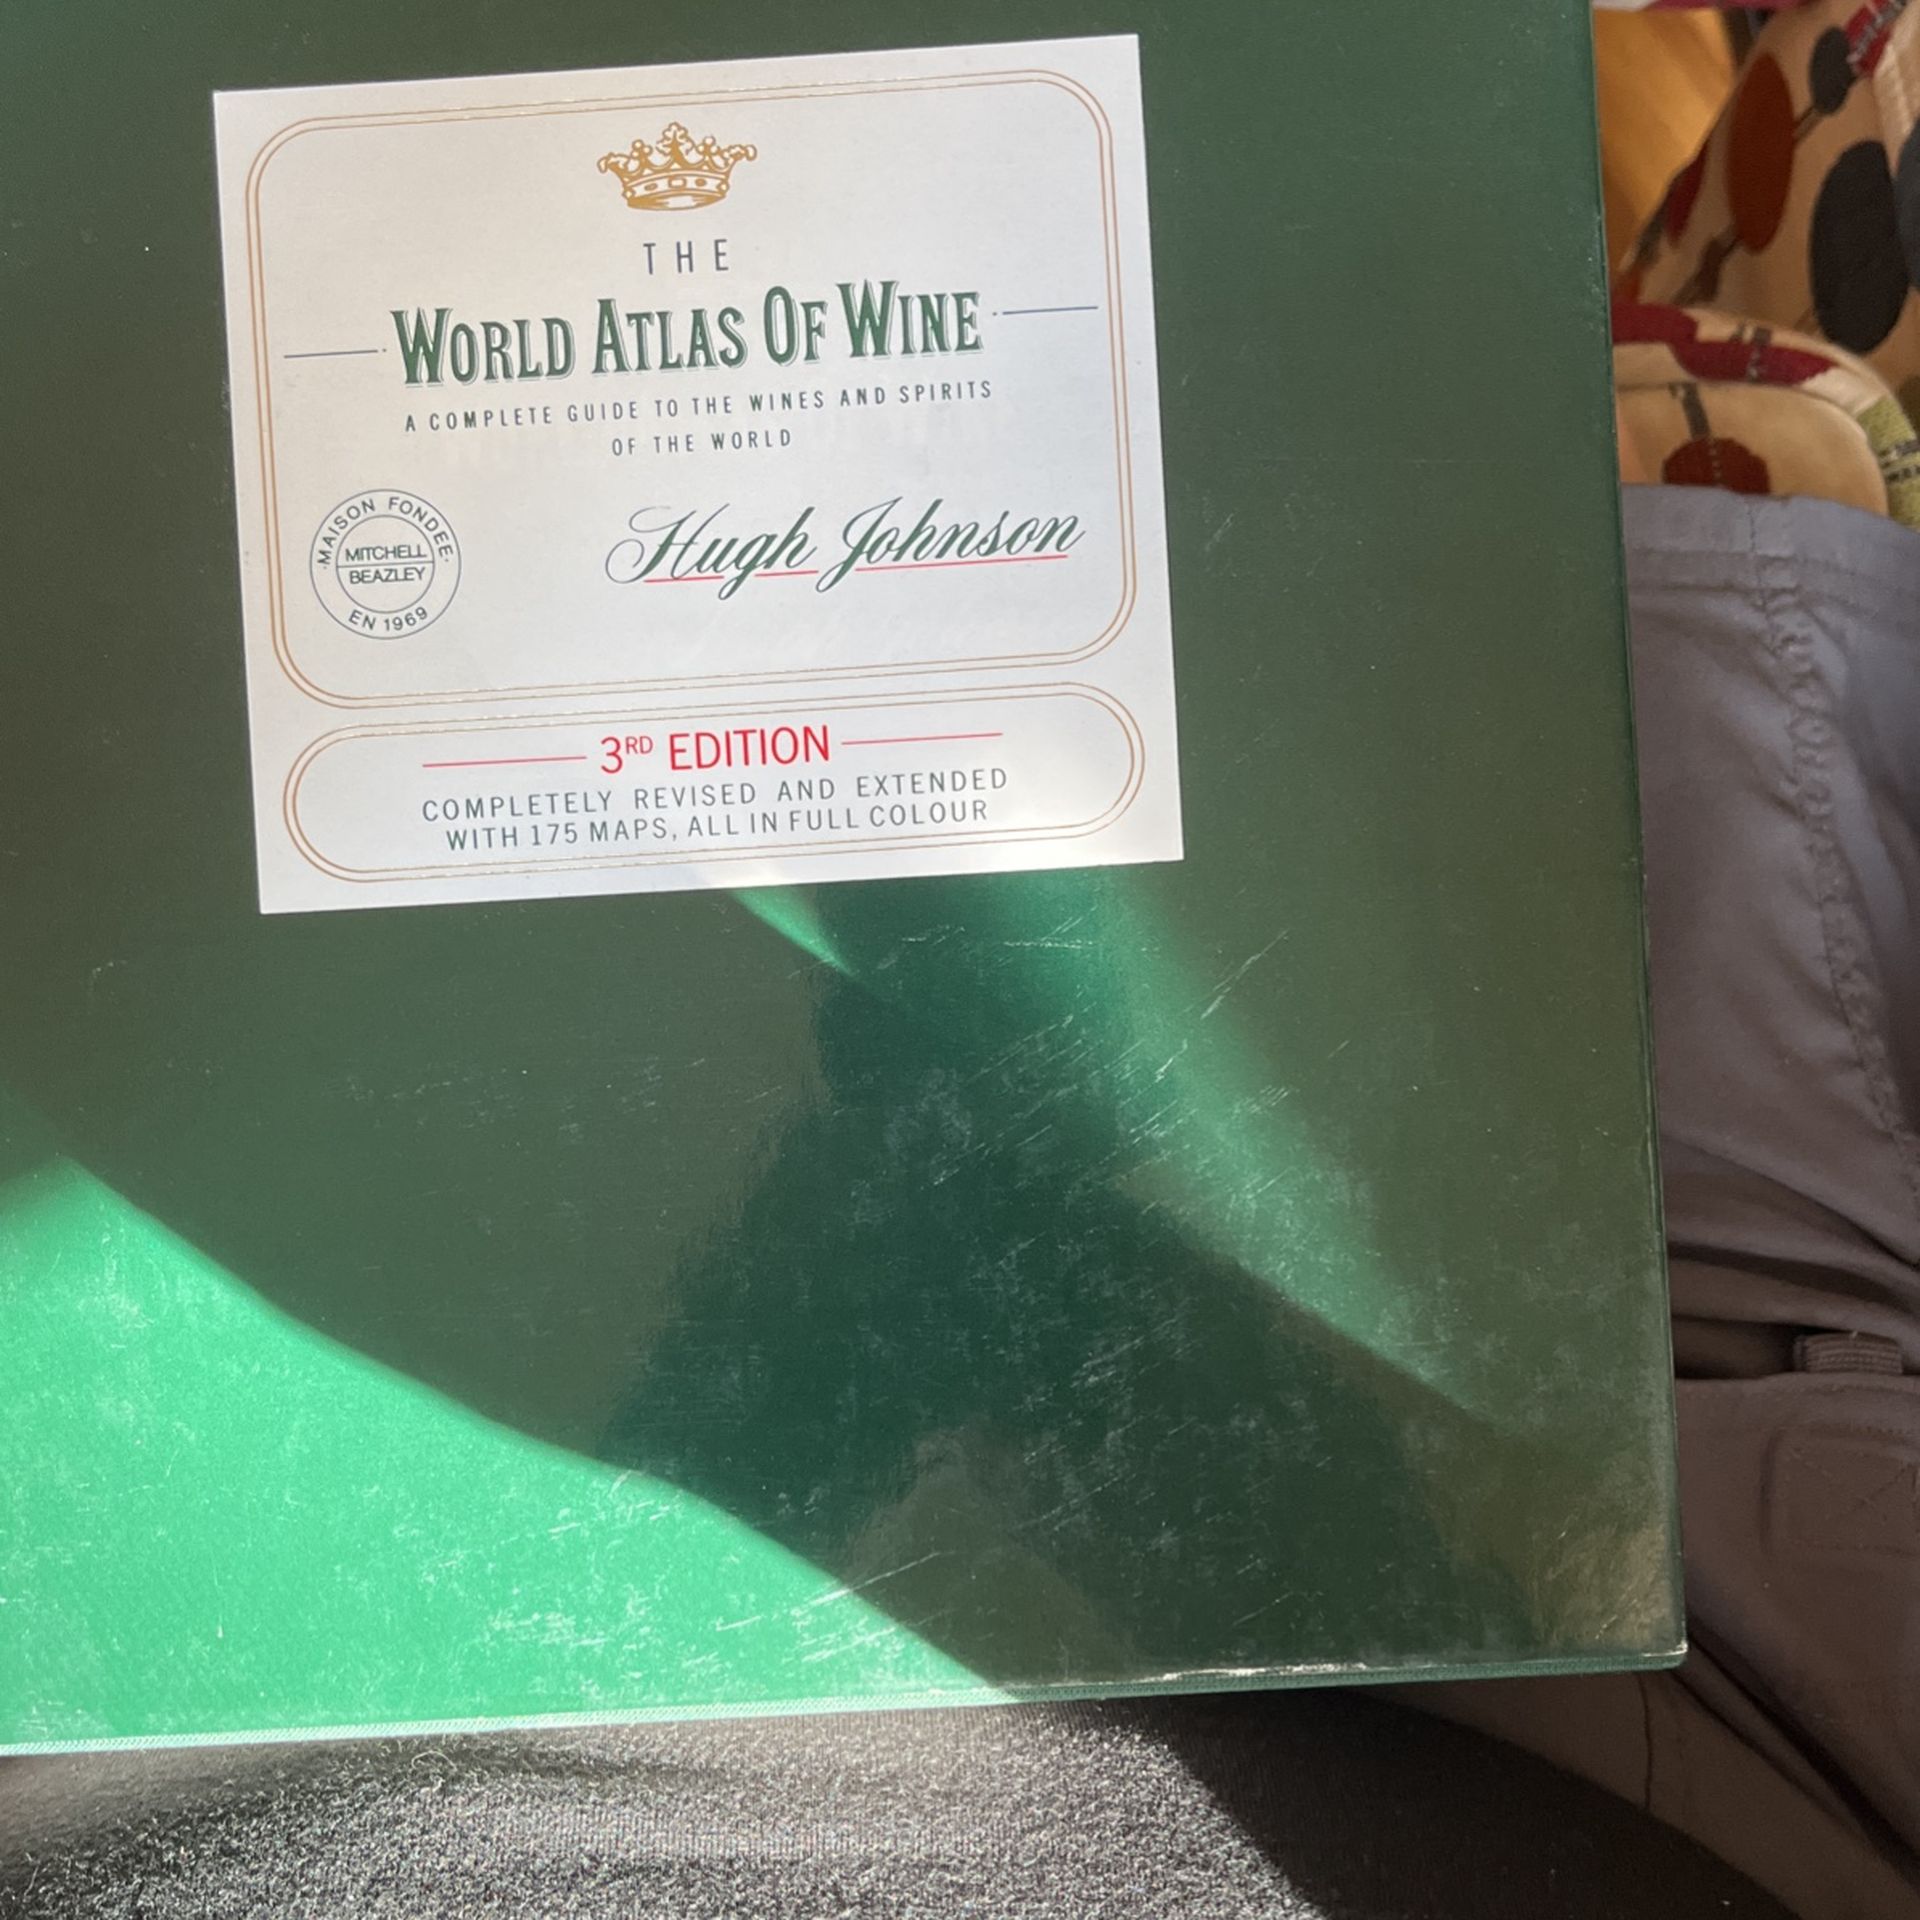 THE
WORLD ATLAS OF WINE
A COMPLETE GUIDE TO THE WINES AND SPIRITS
OF THE WORLD
MAISON FONDEE
MITCHELL
BEAZLEY
EN 1969
Hugh Johnson
3RD EDITION
COMPLETELY REVISED AND EXTENDED
WITH 175 MAPS, ALL IN FULL COLOUR